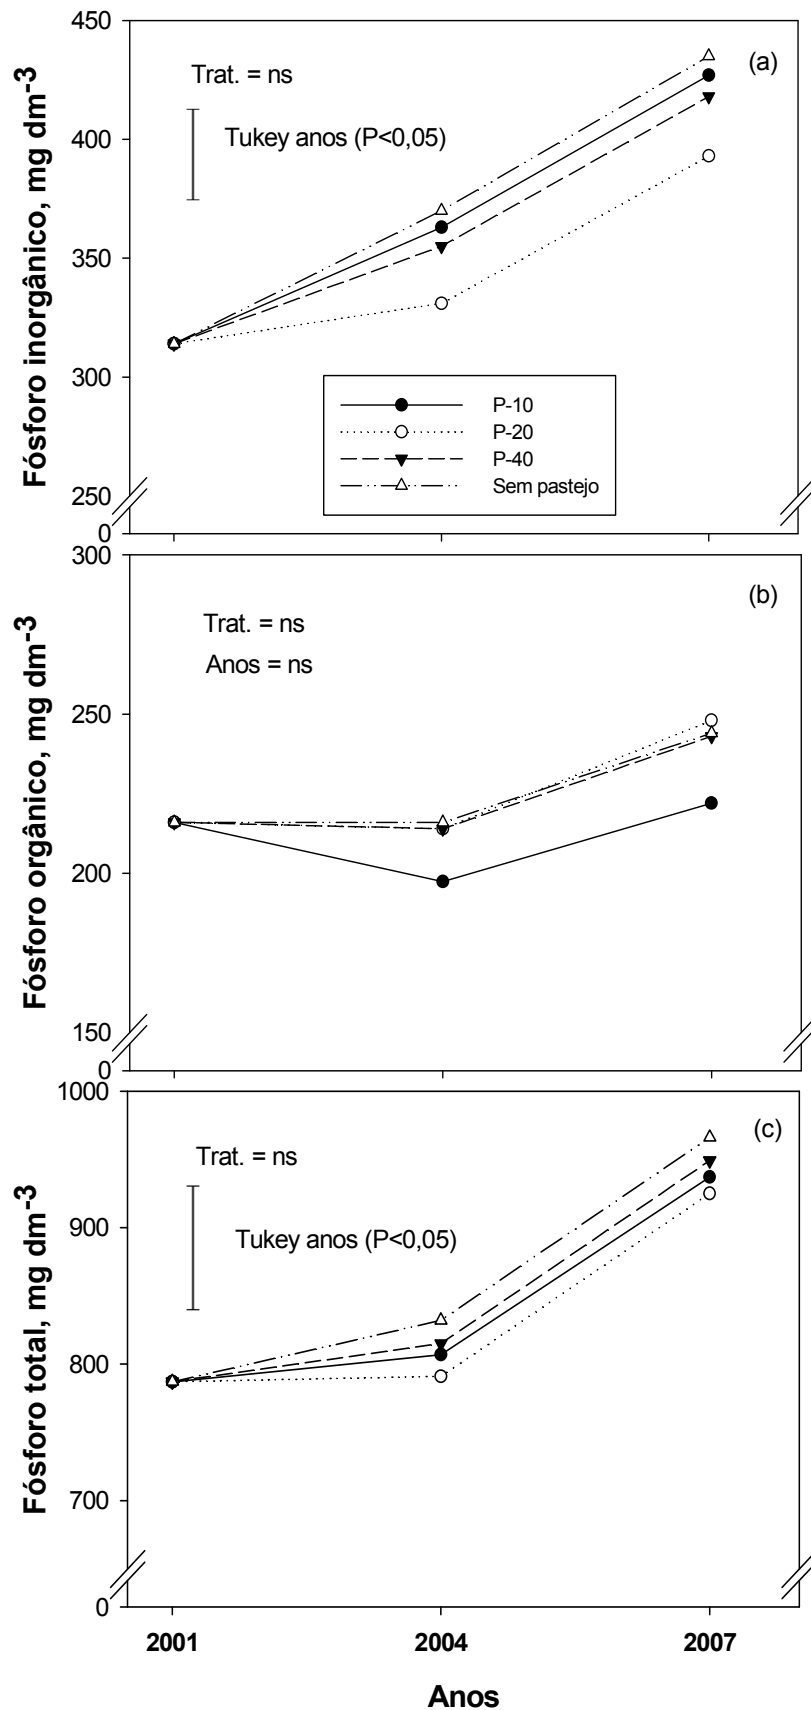 Fósforo inorgânico, mg dm-3
450
400
350
300
250
0
(a)
Trat. = ns
Tukey anos (P<0,05)
P-10
P-20
P-40
Sem pastejo
Fósforo orgânico, mg dm-3
300
250
200
150
0
(b)
Trat. = ns
Anos = ns
Fósforo total, mg dm-3
1000
900
800
700
0
(c)
Trat. = ns
Tukey anos (P<0,05)
2001 2004 2007
Anos